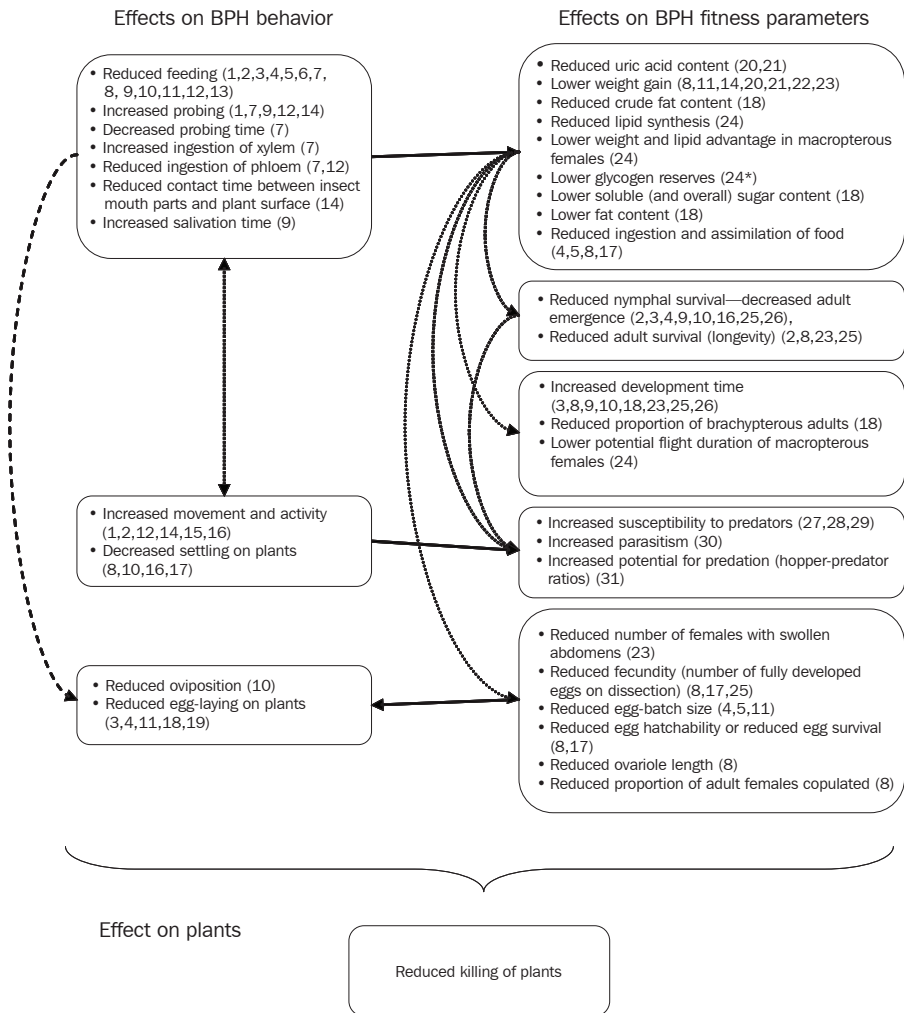 Effects on BPH behavior
• Reduced feeding (1,2,3,4,5,6,7,
8, 9,10,11,12,13)
• Increased probing (1,7,9,12,14)
• Decreased probing time (7)
• Increased ingestion of xylem (7)
• Reduced ingestion of phloem (7,12)
• Reduced contact time between insect
mouth parts and plant surface (14)
• Increased salivation time (9)
• Increased movement and activity
(1,2,12,14,15,16)
• Decreased settling on plants
(8,10,16,17)
• Reduced oviposition (10)
• Reduced egg-laying on plants
(3,4,11,18,19)
Effects on BPH fitness parameters
• Reduced uric acid content (20,21)
• Lower weight gain (8,11,14,20,21,22,23)
• Reduced crude fat content (18)
• Reduced lipid synthesis (24)
• Lower weight and lipid advantage in macropterous
females (24)
• Lower glycogen reserves (24*)
• Lower soluble (and overall) sugar content (18)
• Lower fat content (18)
• Reduced ingestion and assimilation of food
(4,5,8,17)
• Reduced nymphal survival—decreased adult
emergence (2,3,4,9,10,16,25,26),
• Reduced adult survival (longevity) (2,8,23,25)
• Increased development time
(3,8,9,10,18,23,25,26)
• Reduced proportion of brachypterous adults (18)
• Lower potential flight duration of macropterous
females (24)
• Increased susceptibility to predators (27,28,29)
• Increased parasitism (30)
• Increased potential for predation (hopper-predator
ratios) (31)
• Reduced number of females with swollen
abdomens (23)
• Reduced fecundity (number of fully developed
eggs on dissection) (8,17,25)
• Reduced egg-batch size (4,5,11)
• Reduced egg hatchability or reduced egg survival
(8,17)
• Reduced ovariole length (8)
• Reduced proportion of adult females copulated (8)
Effect on plants
Reduced killing of plants